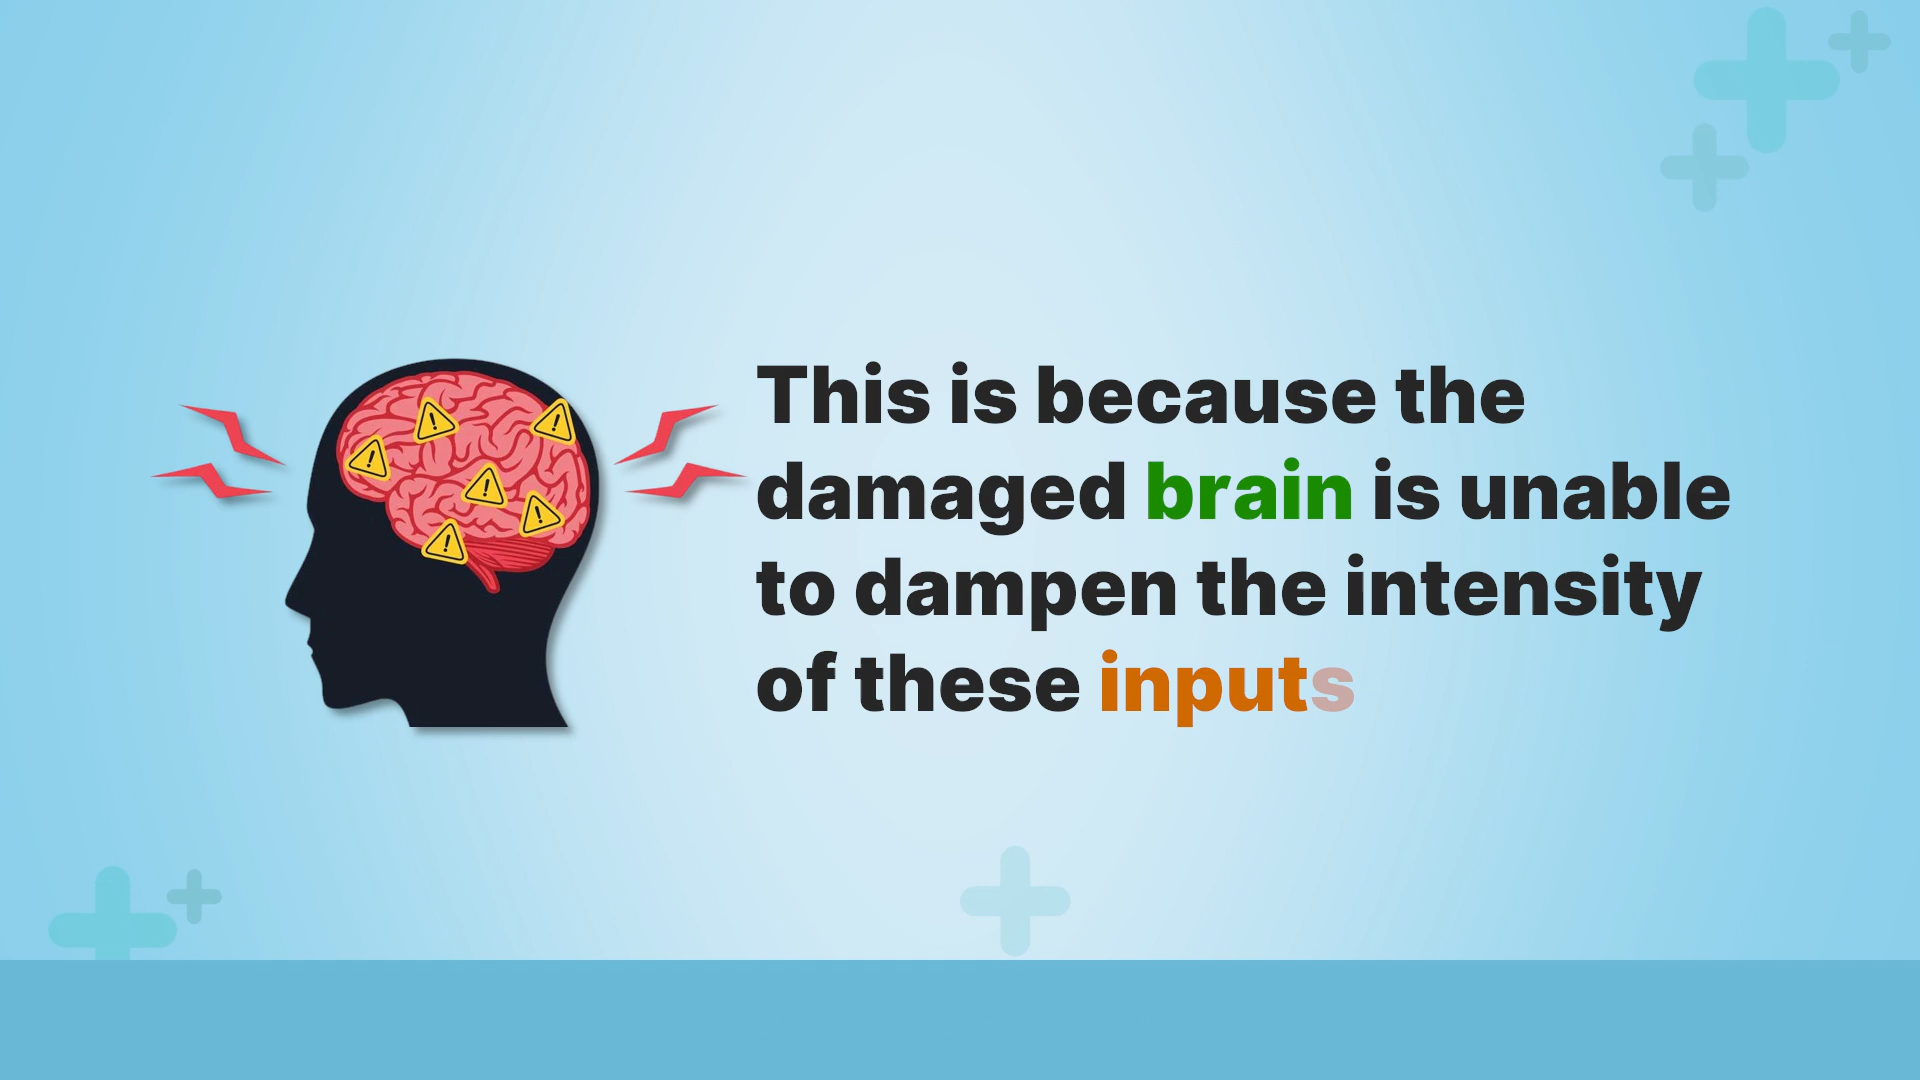 This is because the
damaged brain is unable
to dampen the intensity
of these inputs